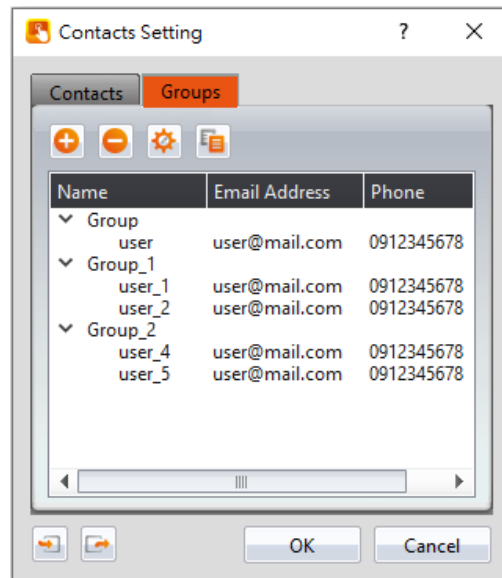 Contacts Setting ? ×
Contacts Groups
Name Email Address Phone
Group
user user@mail.com 0912345678
Group_1
user_1 user@mail.com 0912345678
user_2 user@mail.com 0912345678
Group_2
user_4 user@mail.com 0912345678
user_5 user@mail.com 0912345678
OK Cancel